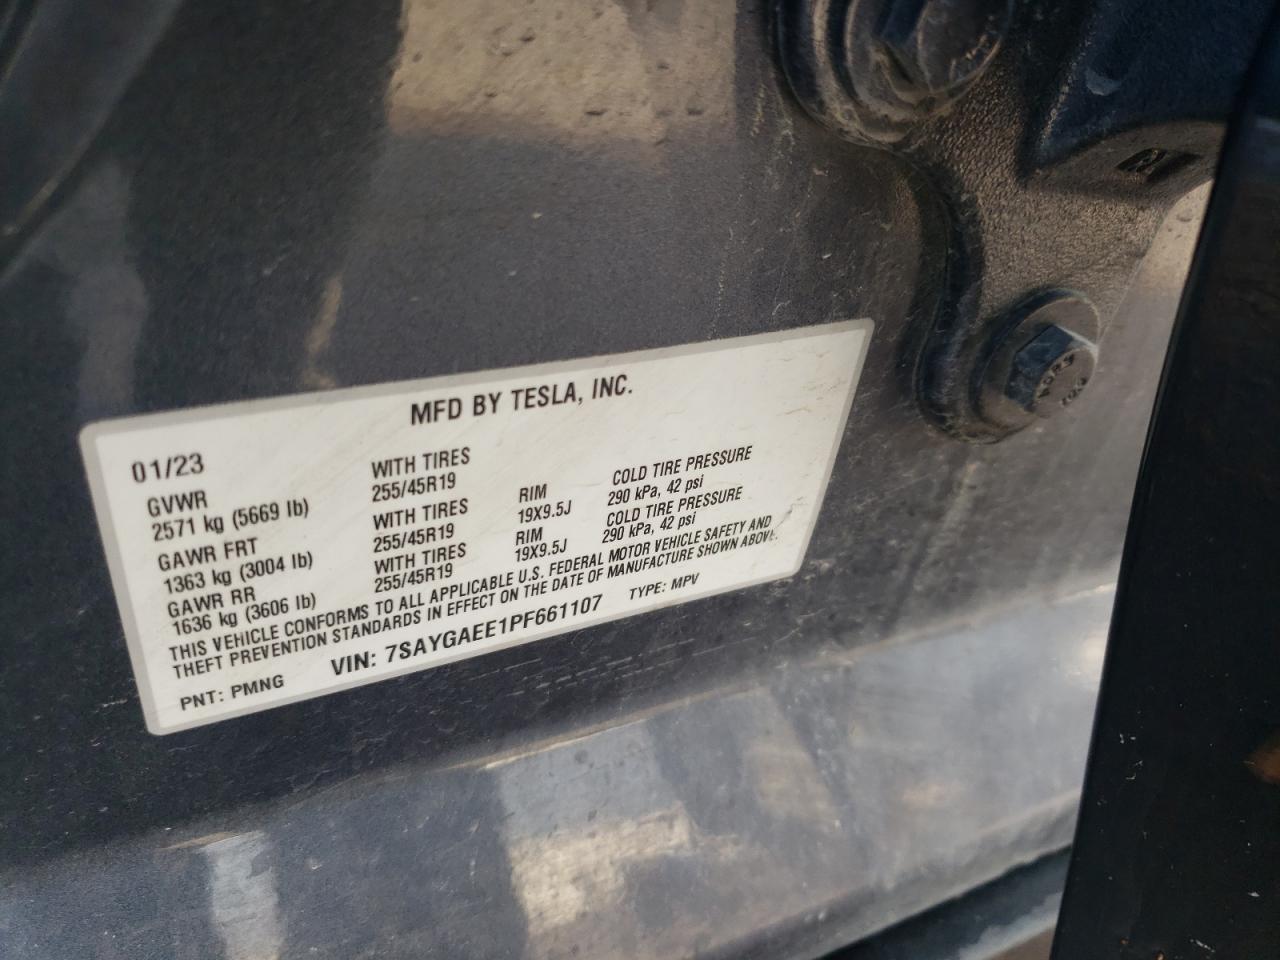 MFD BY TESLA, INC.
01/23
GVWR WITH TIRES
2571 kg (5669 lb) 255/45R19
GAWR FRT WITH TIRES RIM COLD TIRE PRESSURE
1363 kg (3004 lb) 255/45R19 19X9.5J 290 kPa, 42 psi
GAWR RR WITH TIRES RIM COLD TIRE PRESSURE
1636 kg (3606 lb) 255/45R19 19X9.5J 290 kPa, 42 psi
THIS VEHICLE CONFORMS TO ALL APPLICABLE U.S. FEDERAL MOTOR VEHICLE SAFETY AND
THEFT PREVENTION STANDARDS IN EFFECT ON THE DATE OF MANUFACTURE SHOWN ABOVE.
PNT: PMNG VIN: 7SAYGAEE1PF661107 TYPE: MPV